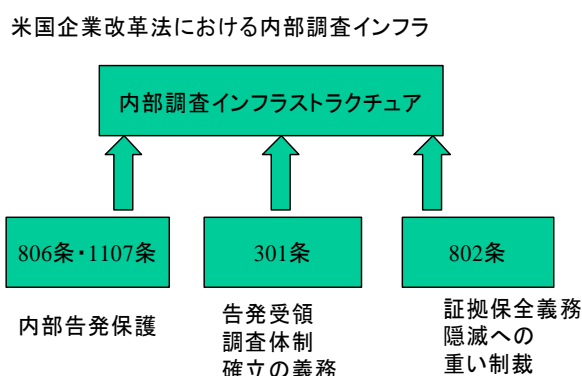 米国企業改革法における内部調査インフラ
内部調査インフラストラクチュア
806条・1107条
301条
802条
内部告発保護
告発受領
調査体制
確立の義務
証拠保全義務
隠滅への
重い制裁